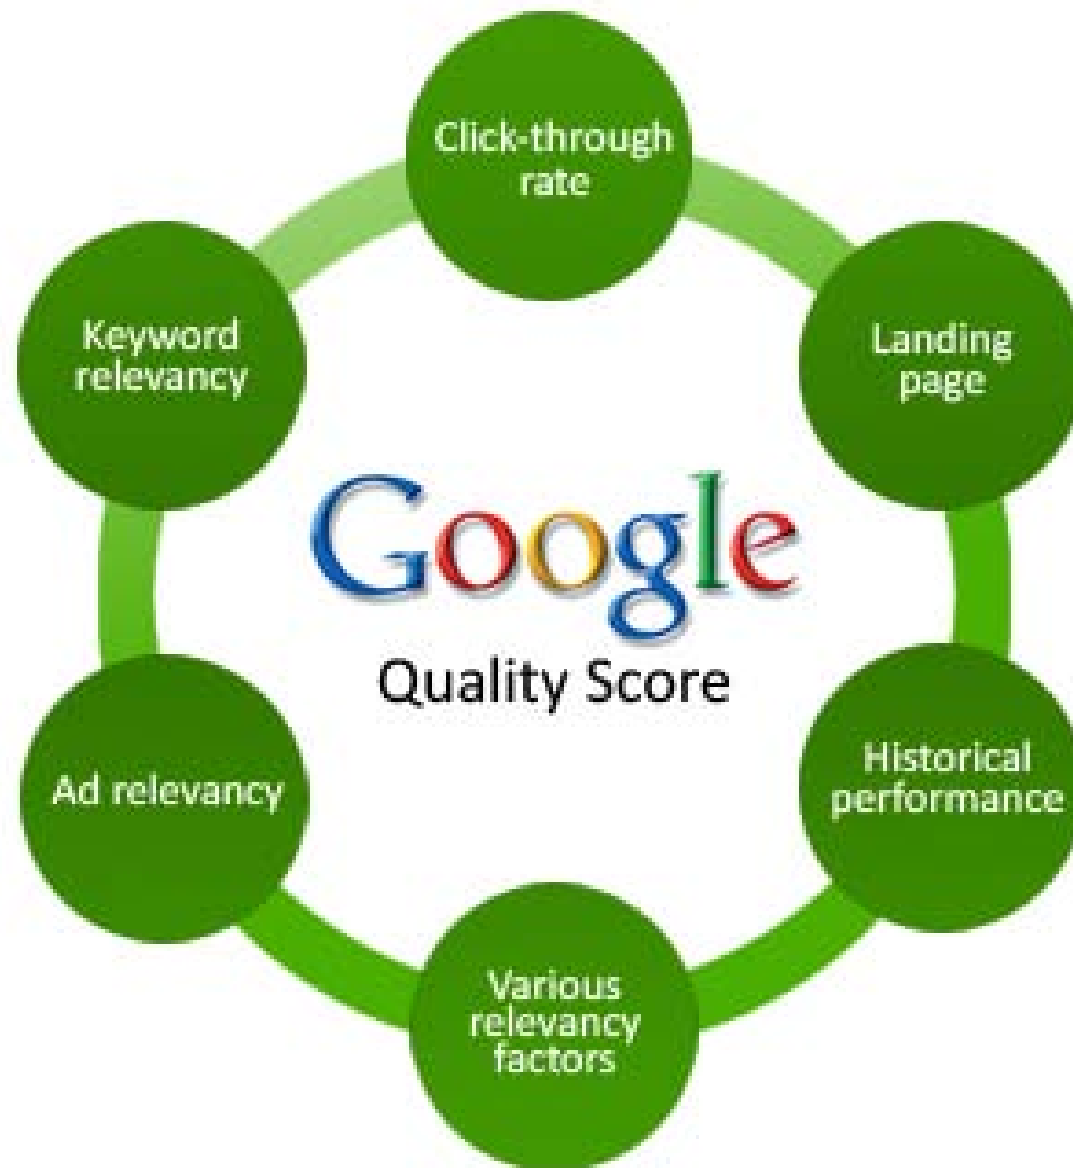 Click-through
rate
Landing
page
Historical
performance
Various
relevancy
factors
Ad relevancy
Keyword
relevancy
Google
Quality Score